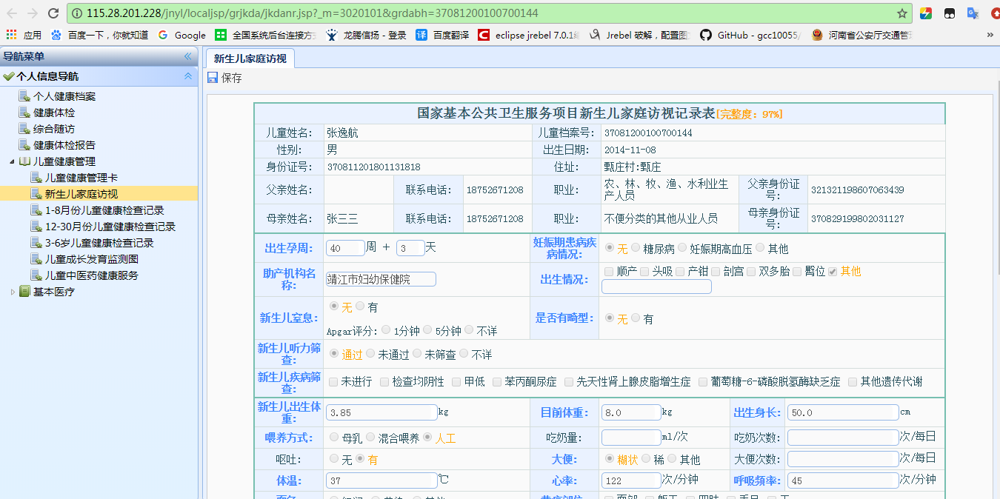 115.28.201.228/jnyl/localjsp/grjkda/jkdanr.jsp?_m=3020101&grdabh=37081200100700144
应用 百度一下，你就知道 Google 全国系统后台连接方 龙腾信扬 - 登录 百度翻译 eclipse jrebel 7.0.1 Jrebel 破解，配置 GitHub - gcc10055/ 河南省公安厅交通管
导航菜单
个人信息导航
个人健康档案
健康体检
综合随访
健康体检报告
儿童健康管理
儿童健康管理卡
新生儿家庭访视
1-8月份儿童健康检查记录
12-30月份儿童健康检查记录
3-6岁儿童健康检查记录
儿童成长发育监测图
儿童中医药健康服务
基本医疗
新生儿家庭访视
保存
国家基本公共卫生服务项目新生儿家庭访视记录表[完整度: 97%]
儿童姓名: 张逸航 儿童档案号: 37081200100700144
性别: 男 出生日期: 2014-11-08
身份证号: 370811201801131818 住址: 甄庄村:甄庄
父亲姓名: 联系电话: 18752671208 职业: 农、林、牧、渔、水利业生产人员 父亲身份证号: 321321198607063439
母亲姓名: 张三三 联系电话: 18752671208 职业: 不便分类的其他从业人员 母亲身份证号: 370829199802031127
出生孕周: 40 周 + 3 天 妊娠期患病疾病情况: 无 糖尿病 妊娠期高血压 其他
助产机构名称: 靖江市妇幼保健院 出生情况: 顺产 头吸 产钳 剖宫 双多胎 臀位 其他
新生儿窒息: 无 有
Apgar评分: 1分钟 5分钟 不详 是否有畸型: 无 有
新生儿听力筛查: 通过 未通过 未筛查 不详
新生儿疾病筛查: 未进行 检查均阴性 甲低 苯丙酮尿症 先天性肾上腺皮脂增生症 葡萄糖-6-磷酸脱氢酶缺乏症 其他遗传代谢
新生儿出生体重: 3.85 kg 目前体重: 8.0 kg 出生身长: 50.0 cm
喂养方式: 母乳 混合喂养 人工 吃奶量: ml/次 吃奶次数: 次/每日
呕吐: 无 有 大便: 糊状 稀 其他 大便次数: 次/每日
体温: 37 ℃ 心率: 122 次/分钟 呼吸频率: 45 次/分钟